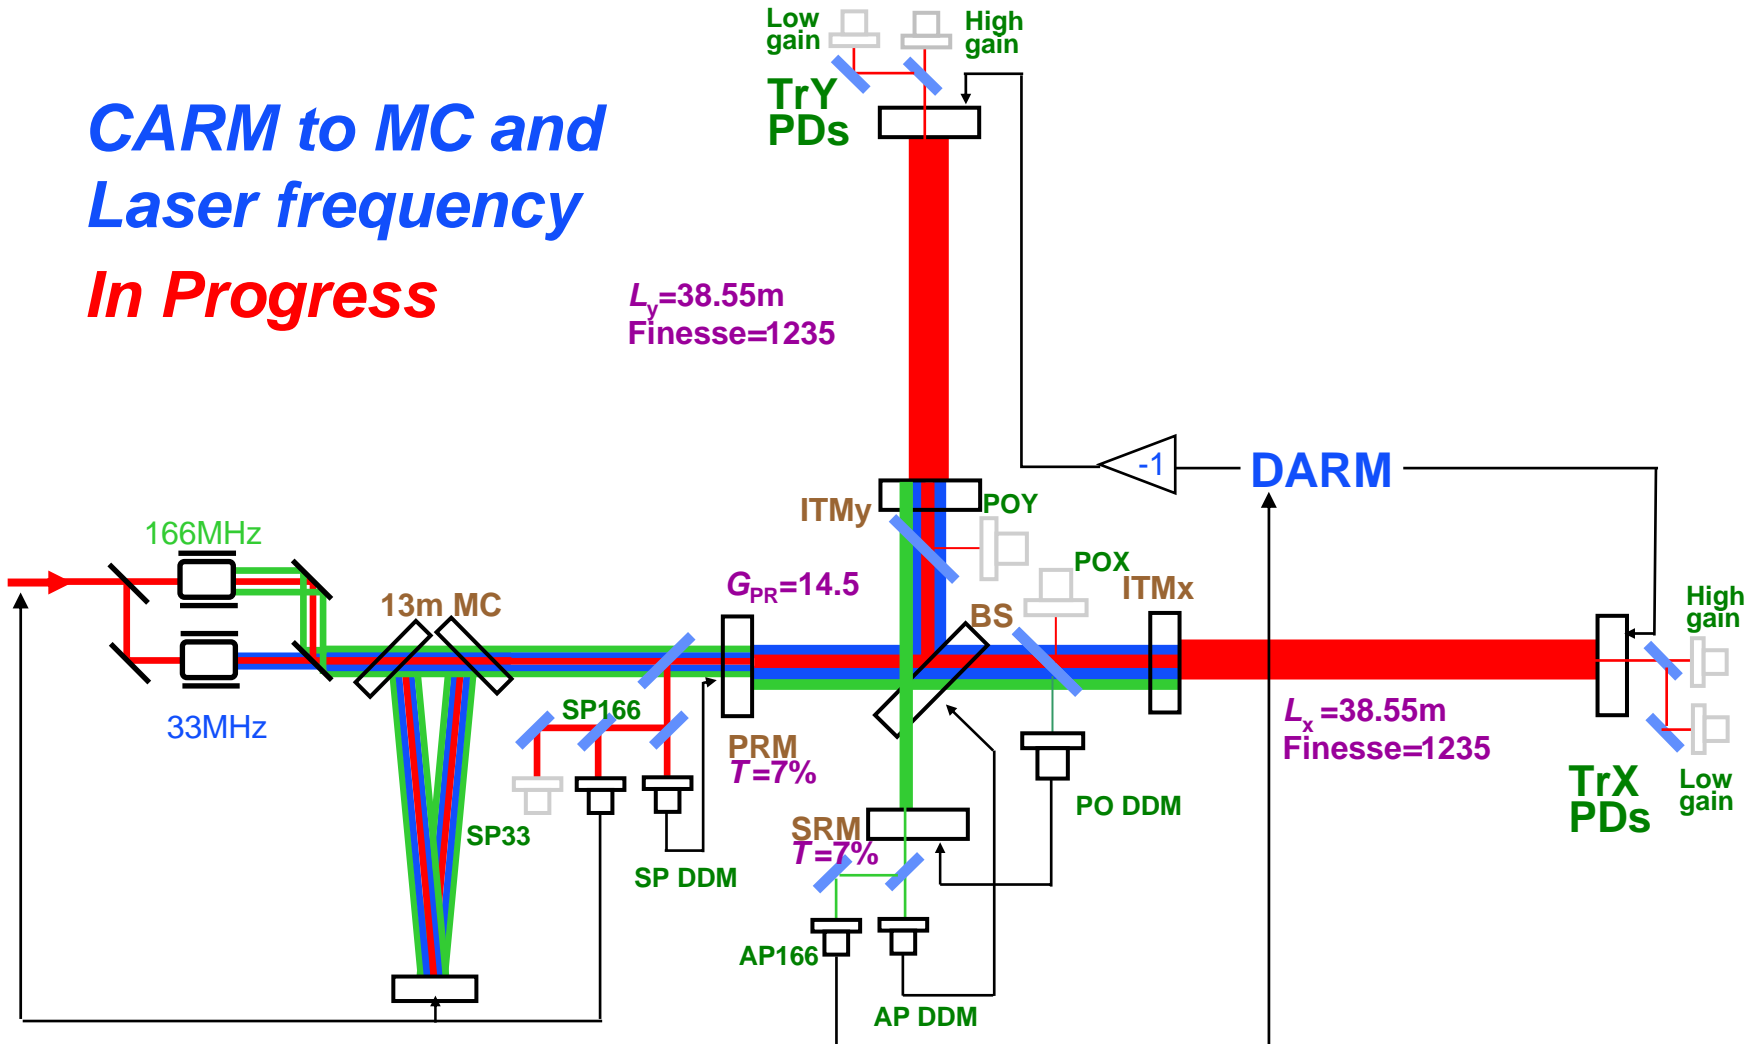 Low
gain
High
gain
TrY
PDs
CARM to MC and
Laser frequency
In Progress
Ly=38.55m
Finesse=1235
-1
DARM
ITMy
POY
166MHz
POX
GPR=14.5
ITMx
13m MC
BS
High
gain
33MHz
SP166
PRM
T=7%
Lx =38.55m
Finesse=1235
TrX
PDs
Low
gain
PO DDM
SP33
SRM
T=7%
SP DDM
AP166
AP DDM